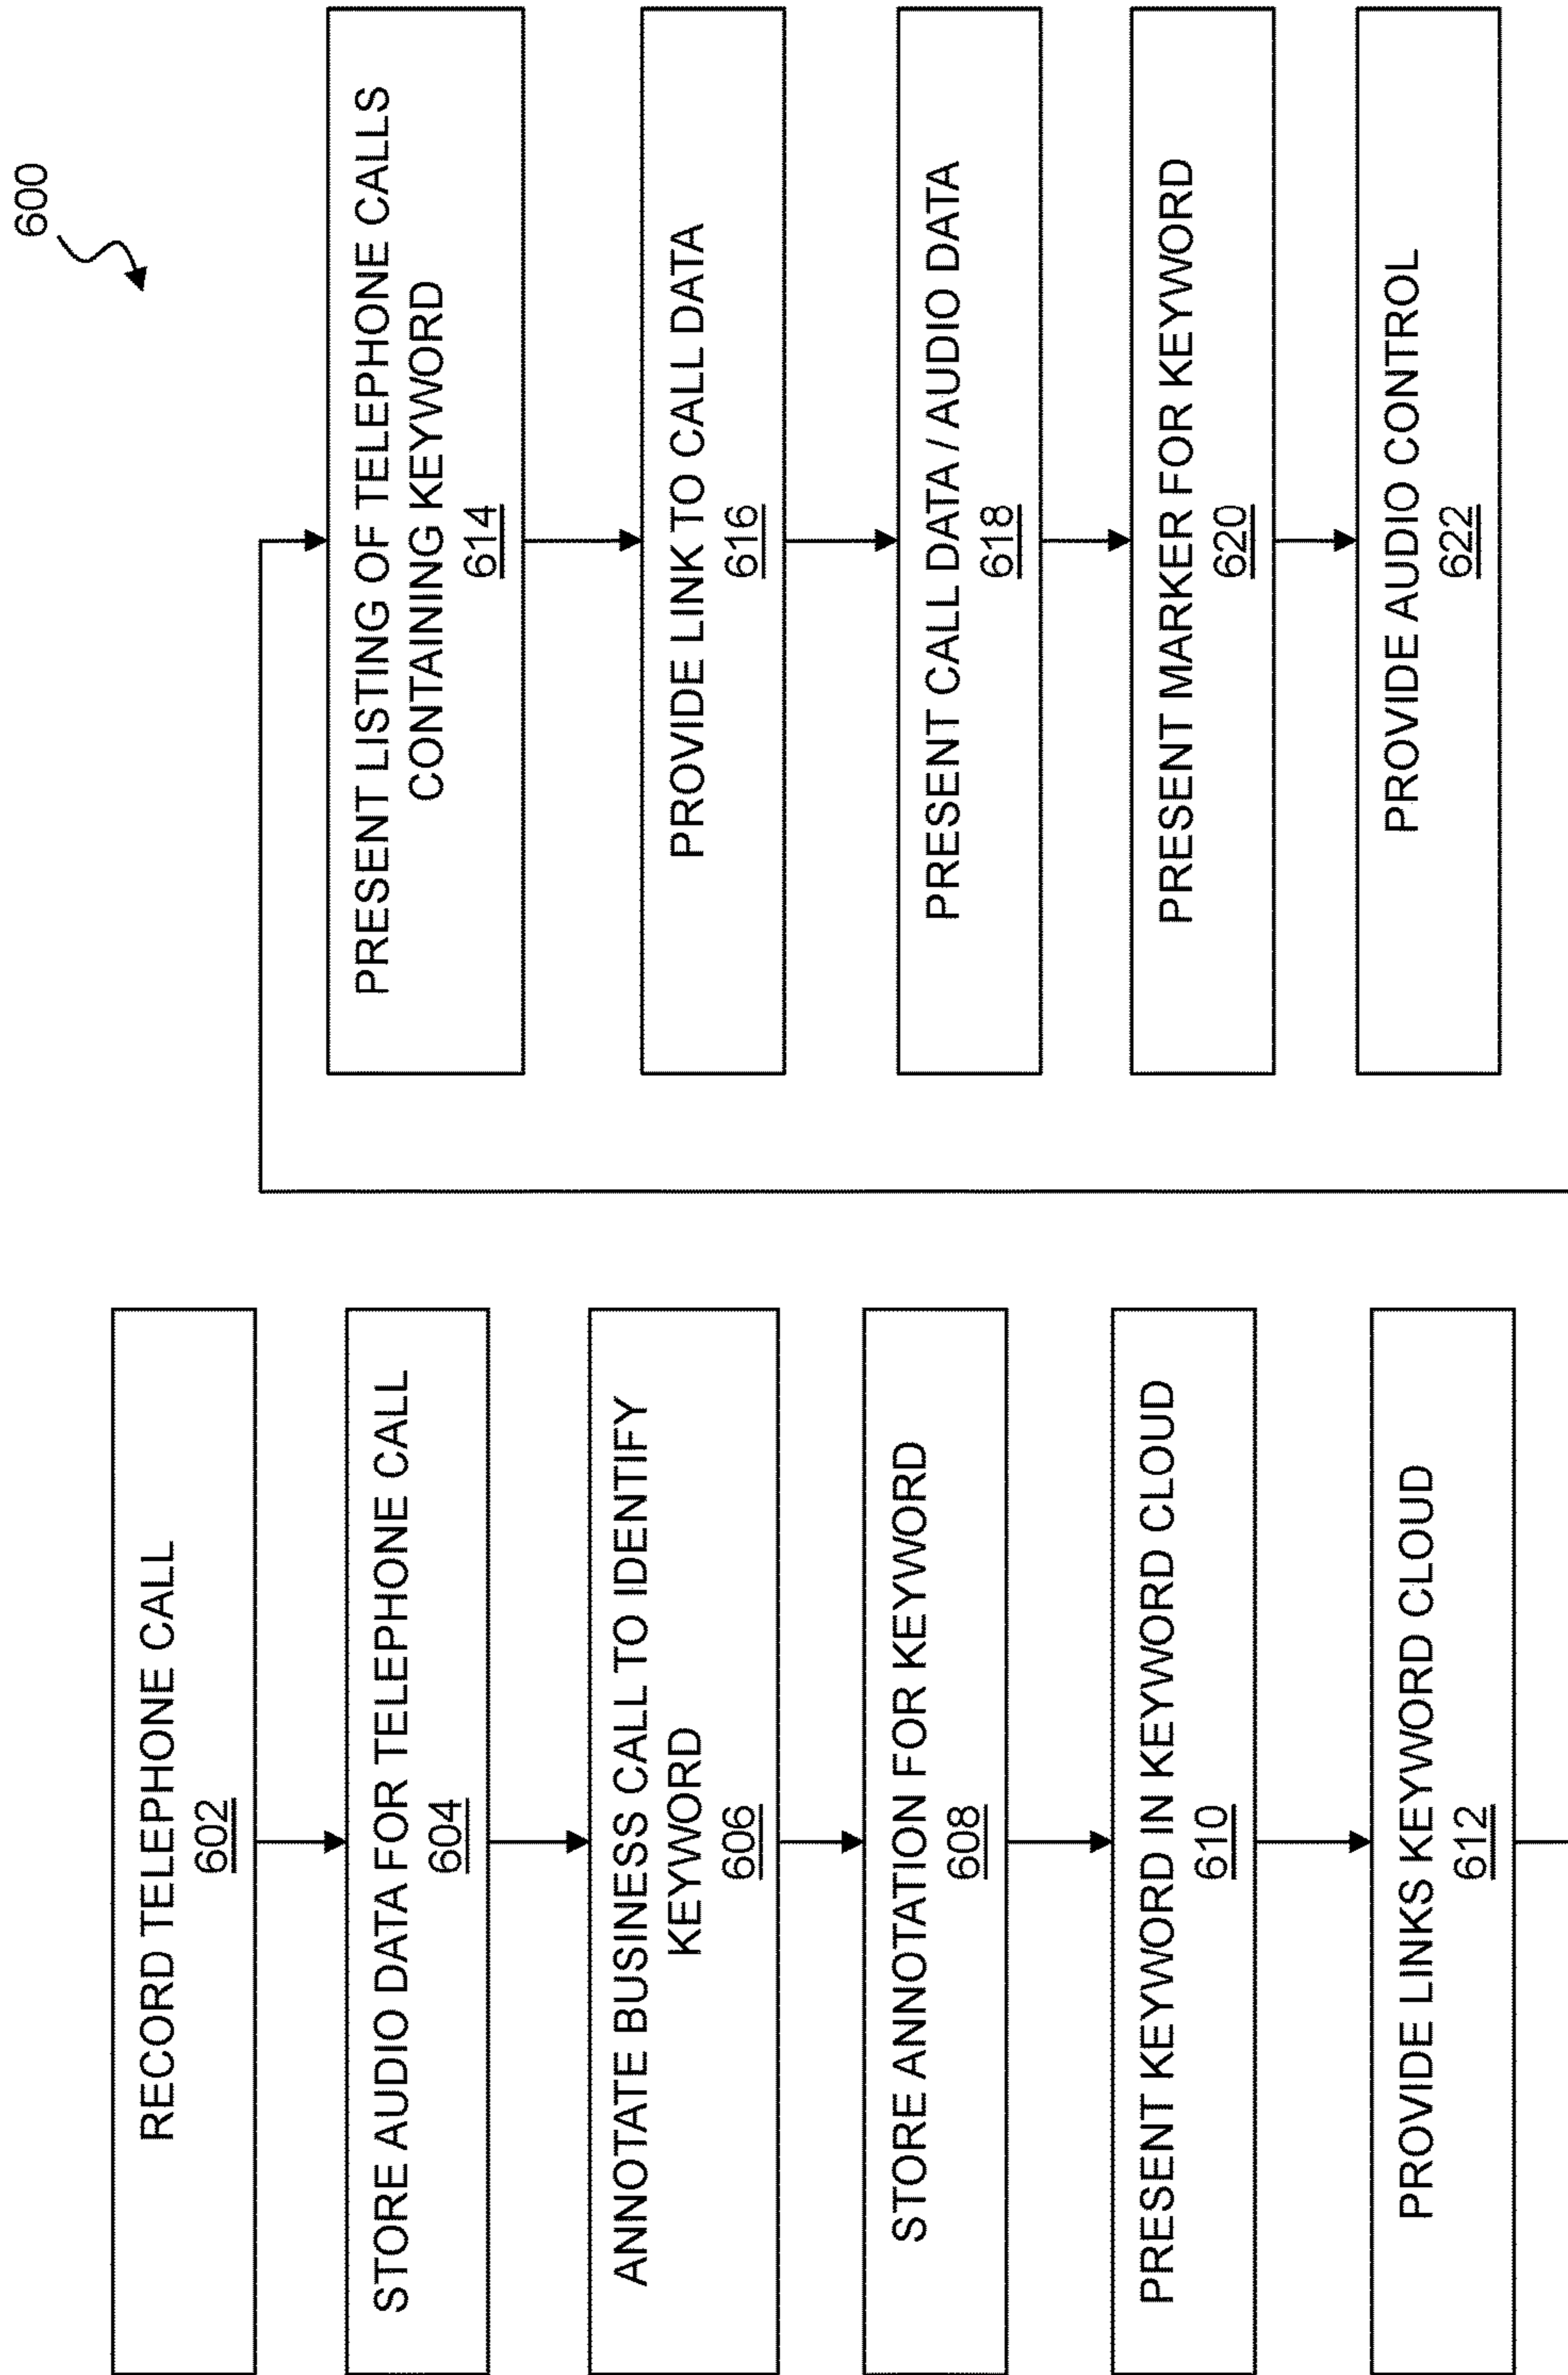 600
RECORD TELEPHONE CALL
602
STORE AUDIO DATA FOR TELEPHONE CALL
604
ANNOTATE BUSINESS CALL TO IDENTIFY
KEYWORD
606
STORE ANNOTATION FOR KEYWORD
608
PRESENT KEYWORD IN KEYWORD CLOUD
610
PROVIDE LINKS KEYWORD CLOUD
612
PRESENT LISTING OF TELEPHONE CALLS
CONTAINING KEYWORD
614
PROVIDE LINK TO CALL DATA
616
PRESENT CALL DATA / AUDIO DATA
618
PRESENT MARKER FOR KEYWORD
620
PROVIDE AUDIO CONTROL
622